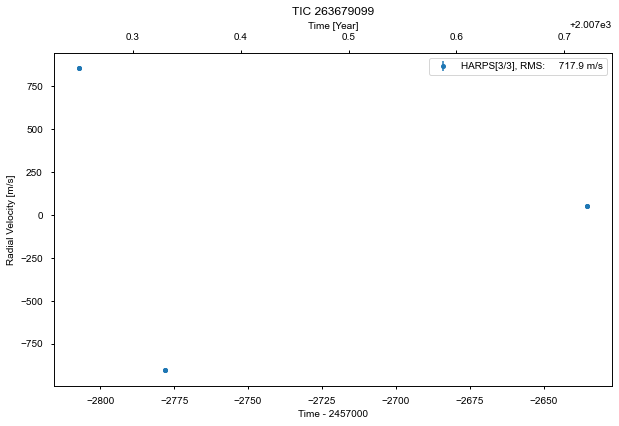 TIC 263679099
Time [Year]
+2.007e3
0.3 0.4 0.5 0.6 0.7
HARPS[3/3], RMS: 717.9 m/s
750
500
250
0
−250
−500
−750
Radial Velocity [m/s]
−2800 −2775 −2750 −2725 −2700 −2675 −2650
Time - 2457000